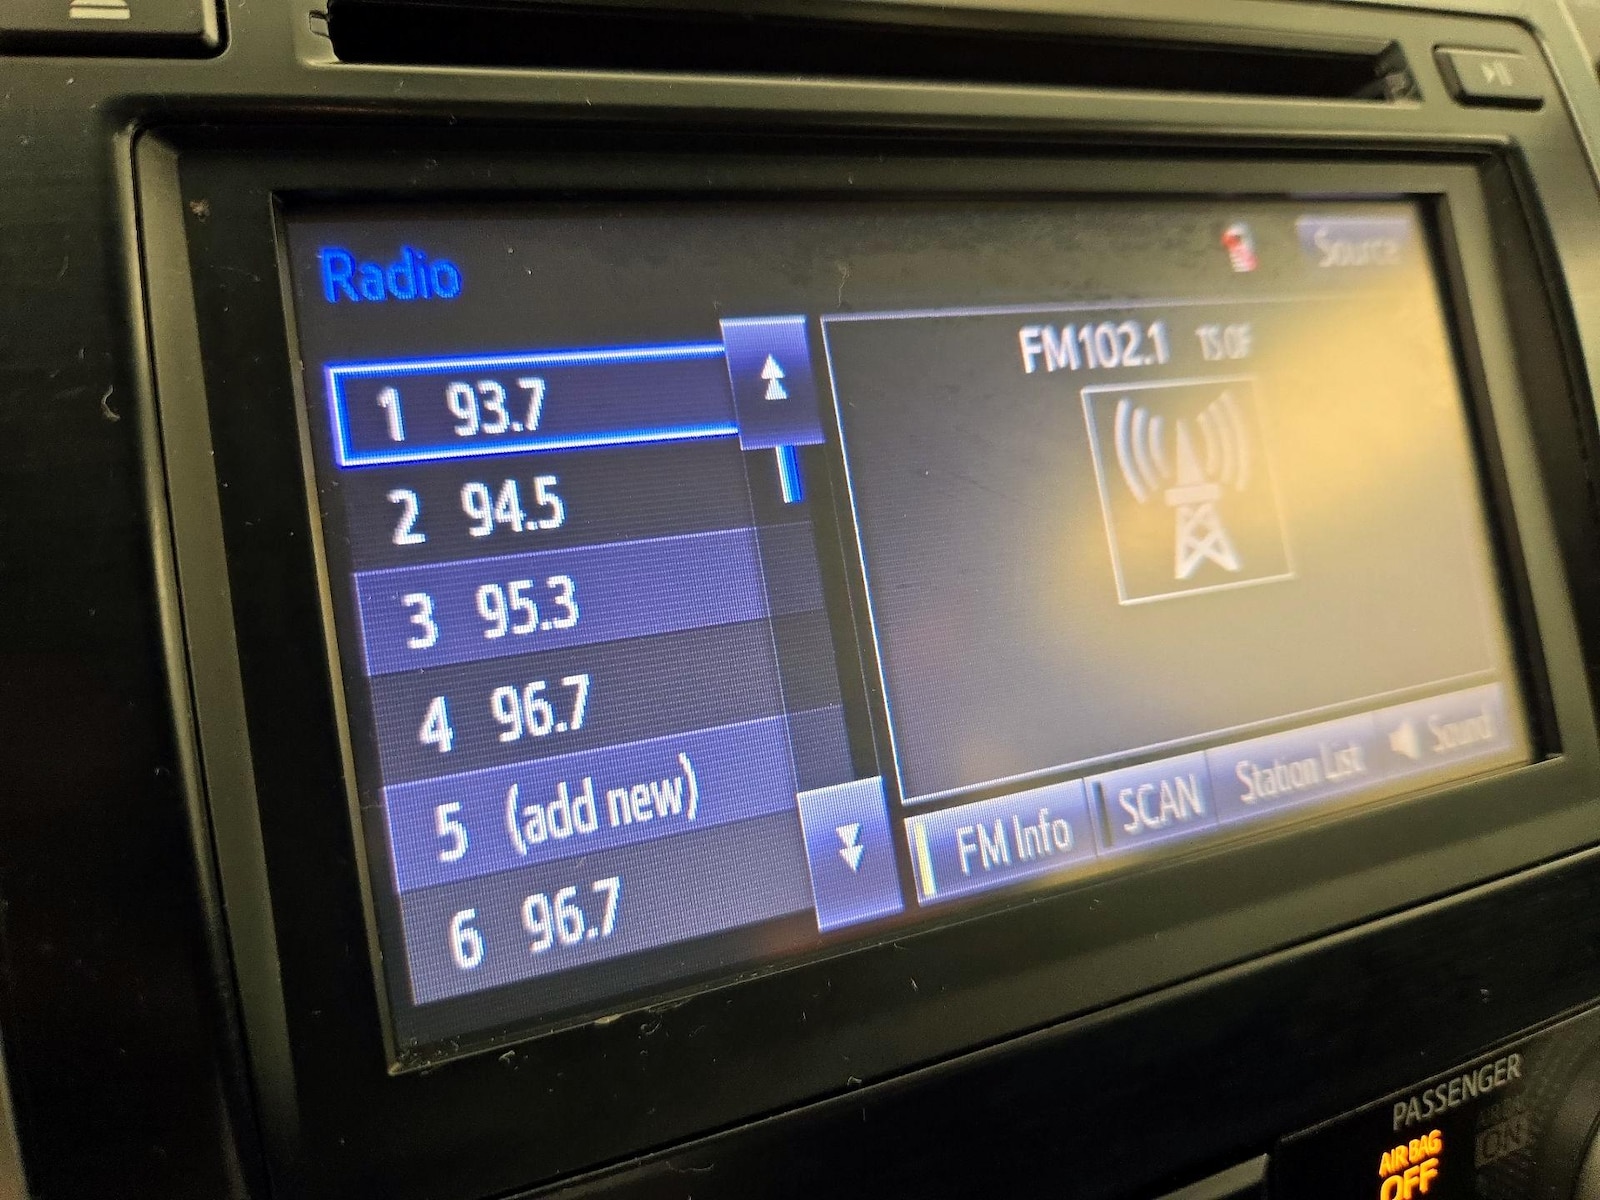 Radio
Source
1 93.7
2 94.5
3 95.3
4 96.7
5 (add new)
6 96.7
FM102.1
FM Info
SCAN
Station List
Sound
PASSENGER
AIR BAG
OFF
ON